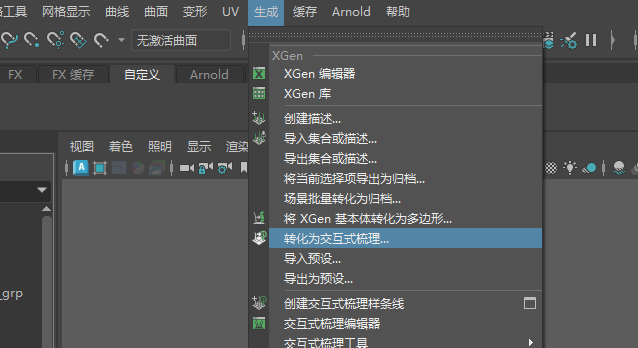 格工具 网格显示 曲线 曲面 变形 UV 生成 缓存 Arnold 帮助
无激活曲面
FX FX 缓存 自定义 Arnold
XGen
XGen 编辑器
XGen 库
创建描述...
导入集合或描述...
导出集合或描述...
将当前选择项导出为归档...
场景批量转化为归档...
将 XGen 基本体转化为多边形...
转化为交互式梳理...
导入预设...
导出为预设...
创建交互式梳理样条线
交互式梳理编辑器
交互式梳理工具
视图 着色 照明 显示 渲染
_grp